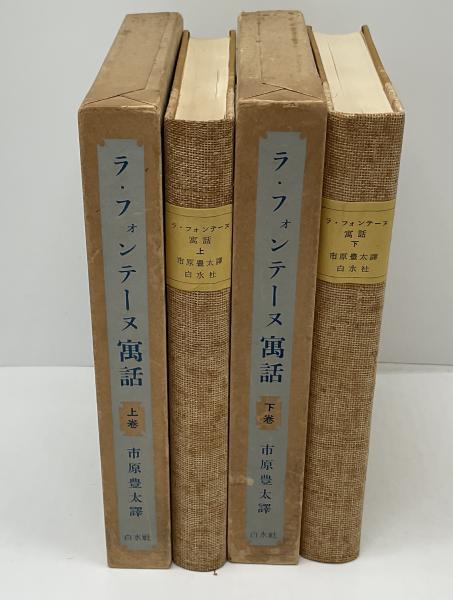 ラ・フォンテーヌ寓話
上巻
市原豊太譯
白水社
ラ・フォンテーヌ
寓話
上
市原豊太譯
白水社
ラ・フォンテーヌ寓話
下巻
市原豊太譯
白水社
ラ・フォンテーヌ
寓話
下
市原豊太譯
白水社